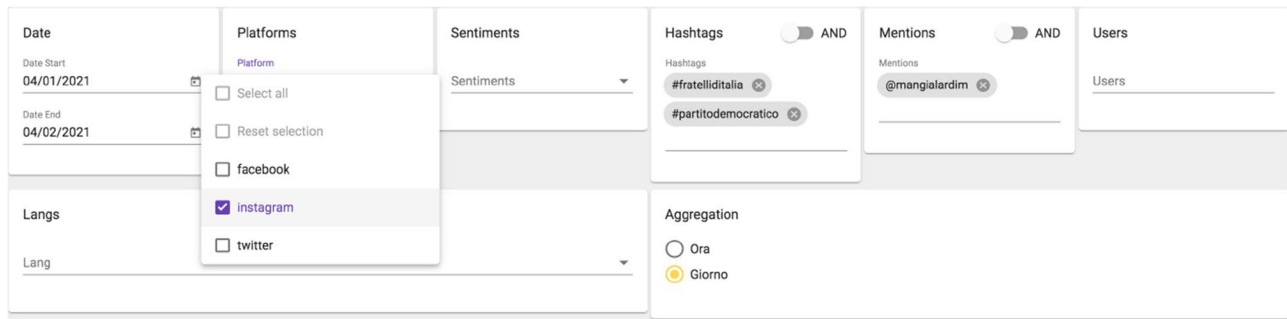 Date
Date Start
04/01/2021
Date End
04/02/2021
Platforms
Platform
Select all
Reset selection
facebook
instagram
twitter
Sentiments
Sentiments
Hashtags
AND
Hashtags
#fratelliditalia
#partitodemocratico
Mentions
AND
Mentions
@mangialardim
Users
Users
Langs
Lang
Aggregation
Ora
Giorno